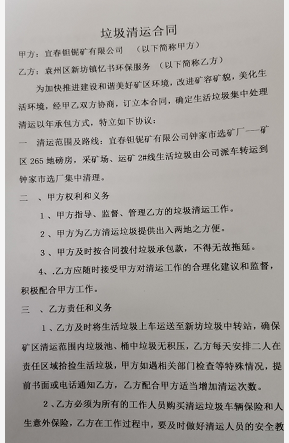 垃圾清运合同
甲方：宜春钽铌矿有限公司 （以下简称甲方）
乙方：袁州区新坊镇忆书环保服务 （以下简称乙方）
为加快推进建设和谐美好矿区环境，改进矿容矿貌，美化生
活环境，经甲乙双方协商，订立本合同，确定生活垃圾集中处理
清运以年承包方式，特立如下协议：
一 清运范围及路线：宜春钽铌矿有限公司钟家市选矿厂——矿
区265地磅房，采矿场、运矿2#线生活垃圾由公司派车转运到
钟家市选厂集中清理。
二 、甲方权利和义务
1、甲方指导、监督、管理乙方的垃圾清运工作。
2、甲方为乙方清运垃圾提供出入两地之方便。
3、甲方及时按合同拨付垃圾承包款，不得无故拖延。
4、.乙方应随时接受甲方对清运工作的合理化建议和监督，
积极配合甲方工作。
三 、乙方责任和义务
1、乙方及时将生活垃圾上车运送至新坊垃圾中转站，确保
矿区清运范围内垃圾池、桶中垃圾无积压，乙方每天安排二人在
责任区域拾捡生活垃圾，甲方如遇相关部门检查等特殊情况，提
前书面或电话通知乙方，乙方配合甲方适当增加清运次数。
2、乙方必须为所有的工作人员购买清运垃圾车辆保险和人
生意外保险，乙方在工作过程中，要及时做好清运人员的安全教